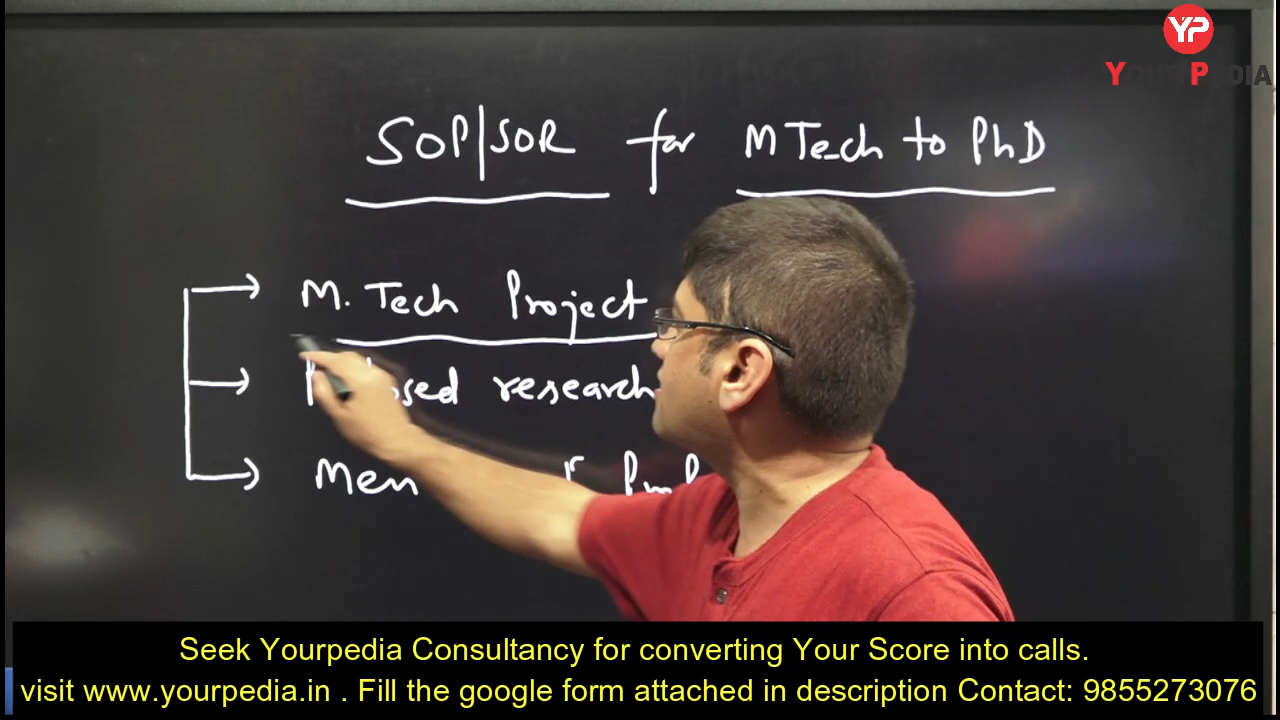 YP
YOURPEDIA
SOP/SOR for MTech to PhD
M. Tech Project
research
Seek Yourpedia Consultancy for converting Your Score into calls.
visit www.yourpedia.in . Fill the google form attached in description Contact: 9855273076